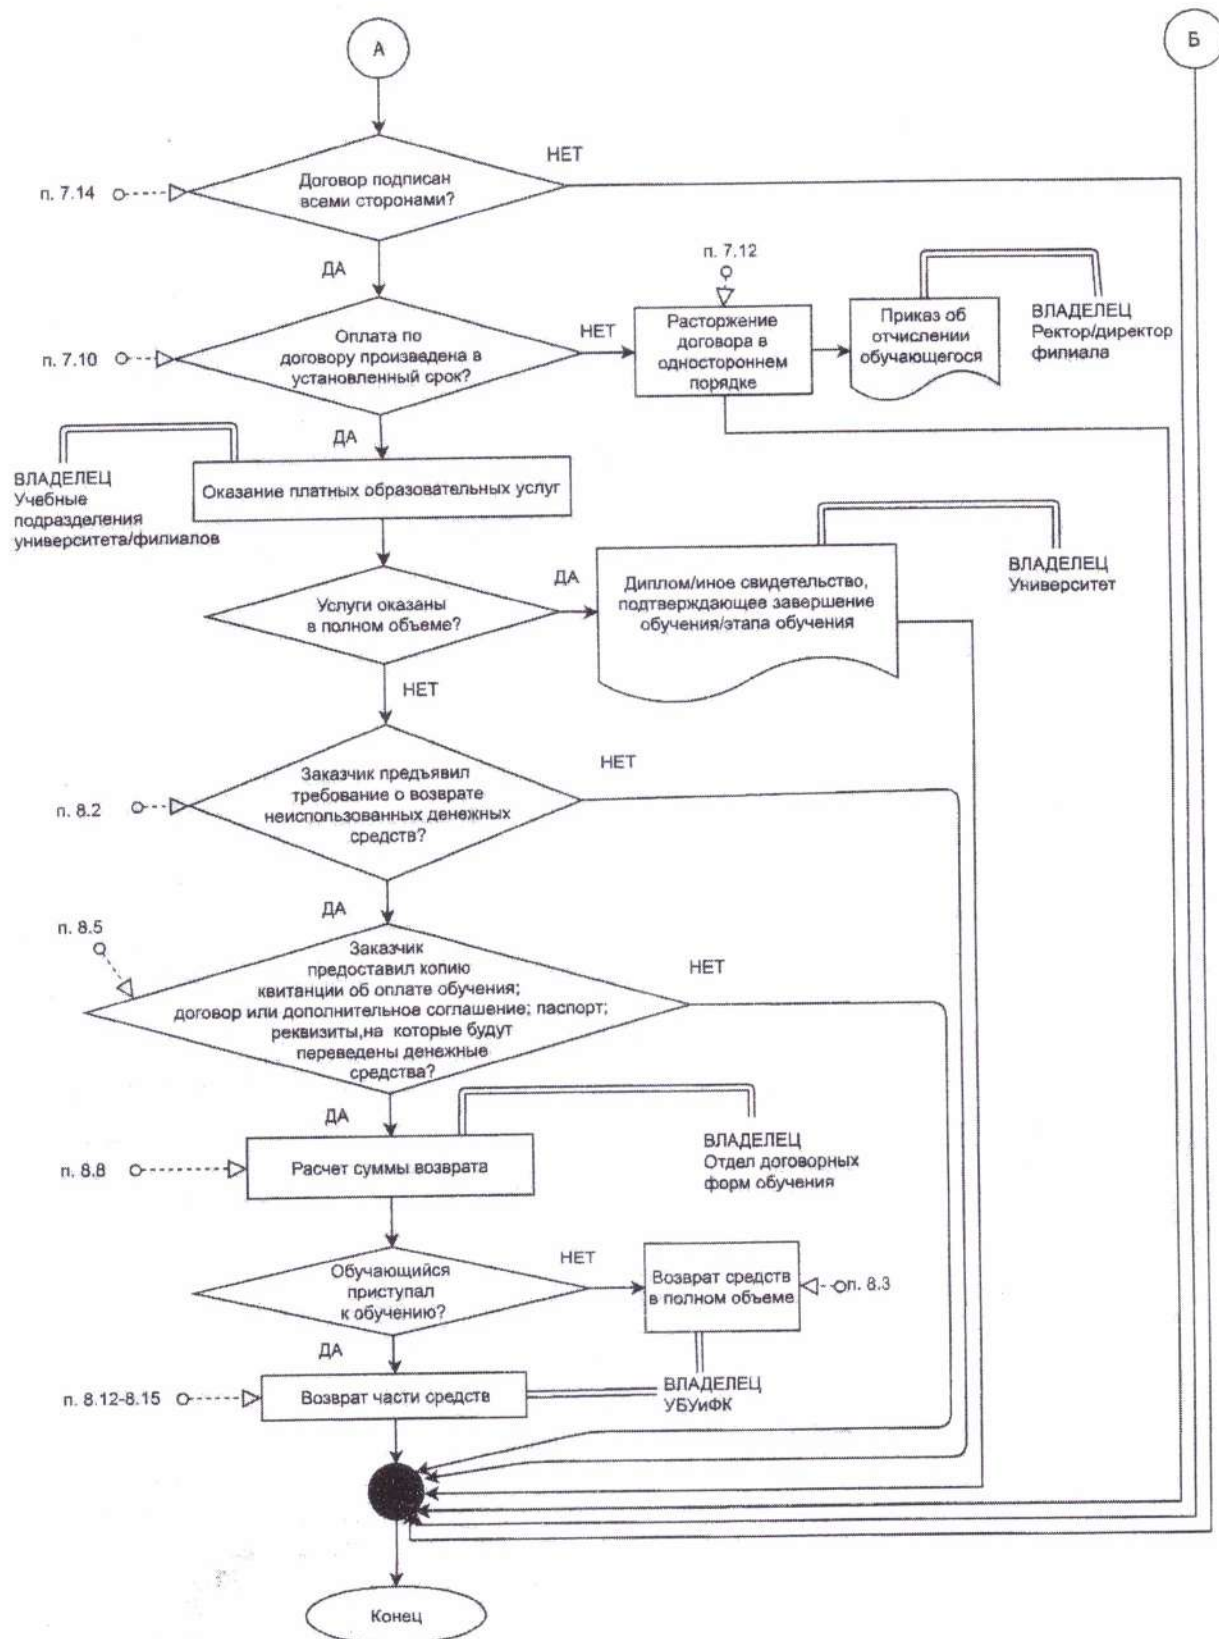 А
Б
НЕТ
п. 7.14
Договор подписан
всеми сторонами?
ДА
п. 7.12
п. 7.10
Оплата по
договору произведена в
установленный срок?
НЕТ
Расторжение
договора в
одностороннем
порядке
Приказ об
отчислении
обучающегося
ВЛАДЕЛЕЦ
Ректор/директор
филиала
ДА
ВЛАДЕЛЕЦ
Учебные
подразделения
университета/филиалов
Оказание платных образовательных услуг
Услуги оказаны
в полном объеме?
ДА
Диплом/иное свидетельство,
подтверждающее завершение
обучения/этапа обучения
ВЛАДЕЛЕЦ
Университет
НЕТ
п. 8.2
Заказчик предъявил
требование о возврате
неиспользованных денежных
средств?
НЕТ
ДА
п. 8.5
Заказчик
предоставил копию
квитанции об оплате обучения;
договор или дополнительное соглашение; паспорт;
реквизиты,на которые будут
переведены денежные
средства?
НЕТ
ДА
п. 8.8
Расчет суммы возврата
ВЛАДЕЛЕЦ
Отдел договорных
форм обучения
Обучающийся
приступал
к обучению?
НЕТ
Возврат средств
в полном объеме
п. 8.3
ДА
п. 8.12-8.15
Возврат части средств
ВЛАДЕЛЕЦ
УБУиФК
Конец